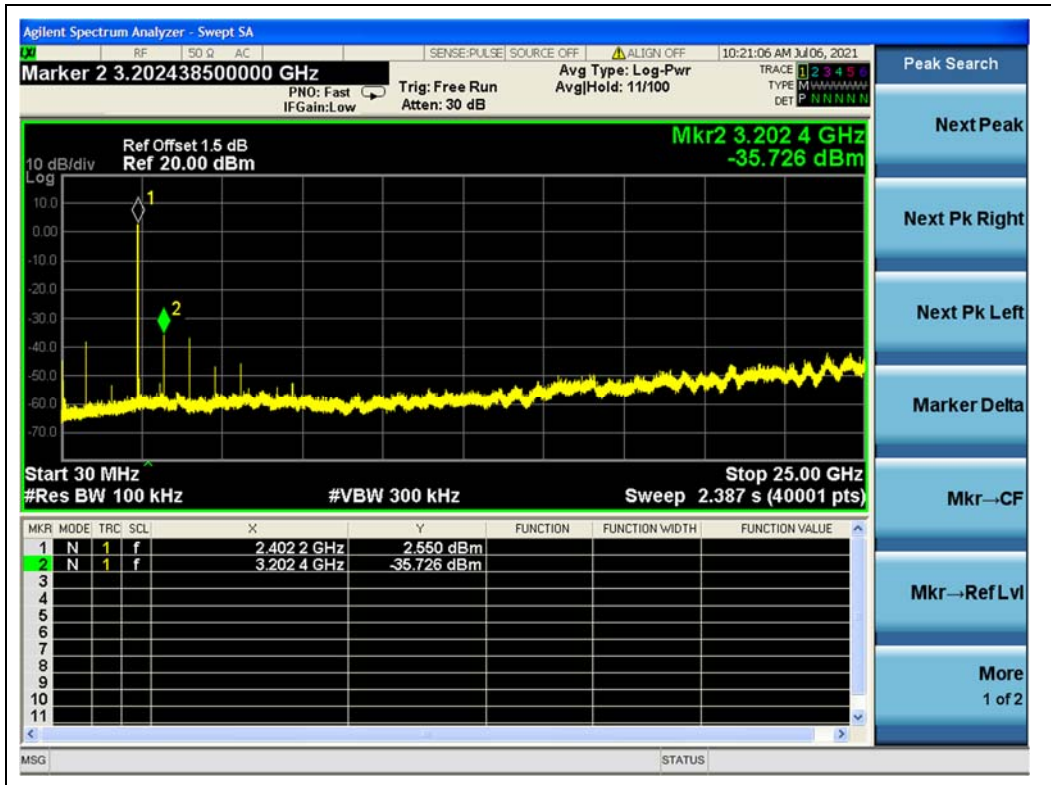 Agilent Spectrum Analyzer - Swept SA
LXI RF 50 Ω AC SENSE:PULSE SOURCE OFF ALIGN OFF 10:21:06 AM Jul 06, 2021
Marker 2 3.202438500000 GHz
PNO: Fast
IFGain:Low
Trig: Free Run
Atten: 30 dB
Avg Type: Log-Pwr
Avg|Hold: 11/100
TRACE 1 2 3 4 5 6
TYPE M WWWWW
DET P N N N N N
Peak Search
Next Peak
Next Pk Right
Next Pk Left
Marker Delta
Mkr→CF
Mkr→Ref Lvl
More
1 of 2
Mkr2 3.202 4 GHz
-35.726 dBm
Ref Offset 1.5 dB
10 dB/div Ref 20.00 dBm
Log
10.0
0.00
-10.0
-20.0
-30.0
-40.0
-50.0
-60.0
-70.0
1
2
Start 30 MHz Stop 25.00 GHz
#Res BW 100 kHz #VBW 300 kHz Sweep 2.387 s (40001 pts)
MKR MODE TRC SCL X Y FUNCTION FUNCTION WIDTH FUNCTION VALUE
1 N 1 f 2.402 2 GHz 2.550 dBm
2 N 1 f 3.202 4 GHz -35.726 dBm
3
4
5
6
7
8
9
10
11
MSG STATUS